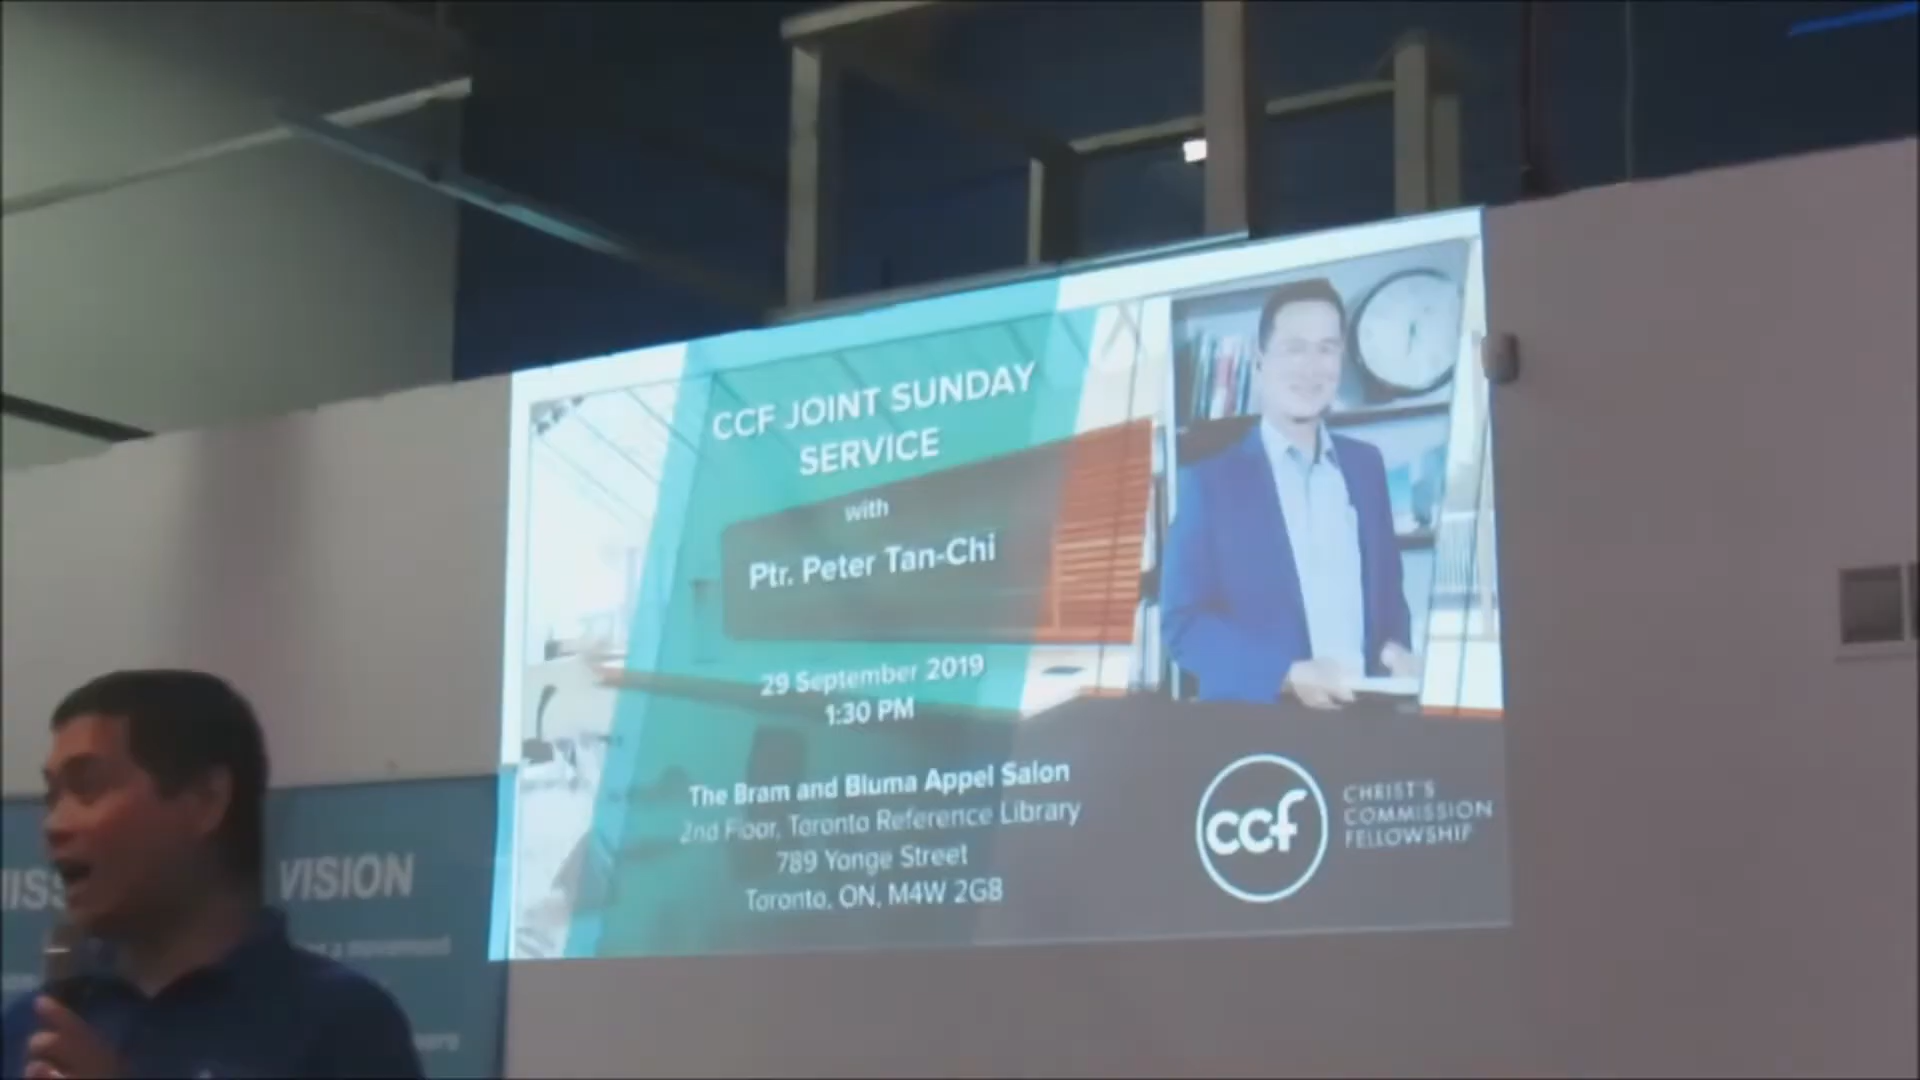 CCF JOINT SUNDAY
SERVICE
with
Ptr. Peter Tan-Chi
29 September 2019
1:30 PM
The Bram and Bluma Appel Salon
2nd Floor, Toronto Reference Library
789 Yonge Street
Toronto, ON, M4W 2G8
ccf
CHRIST'S
COMMISSION
FELLOWSHIP
VISION
a movement